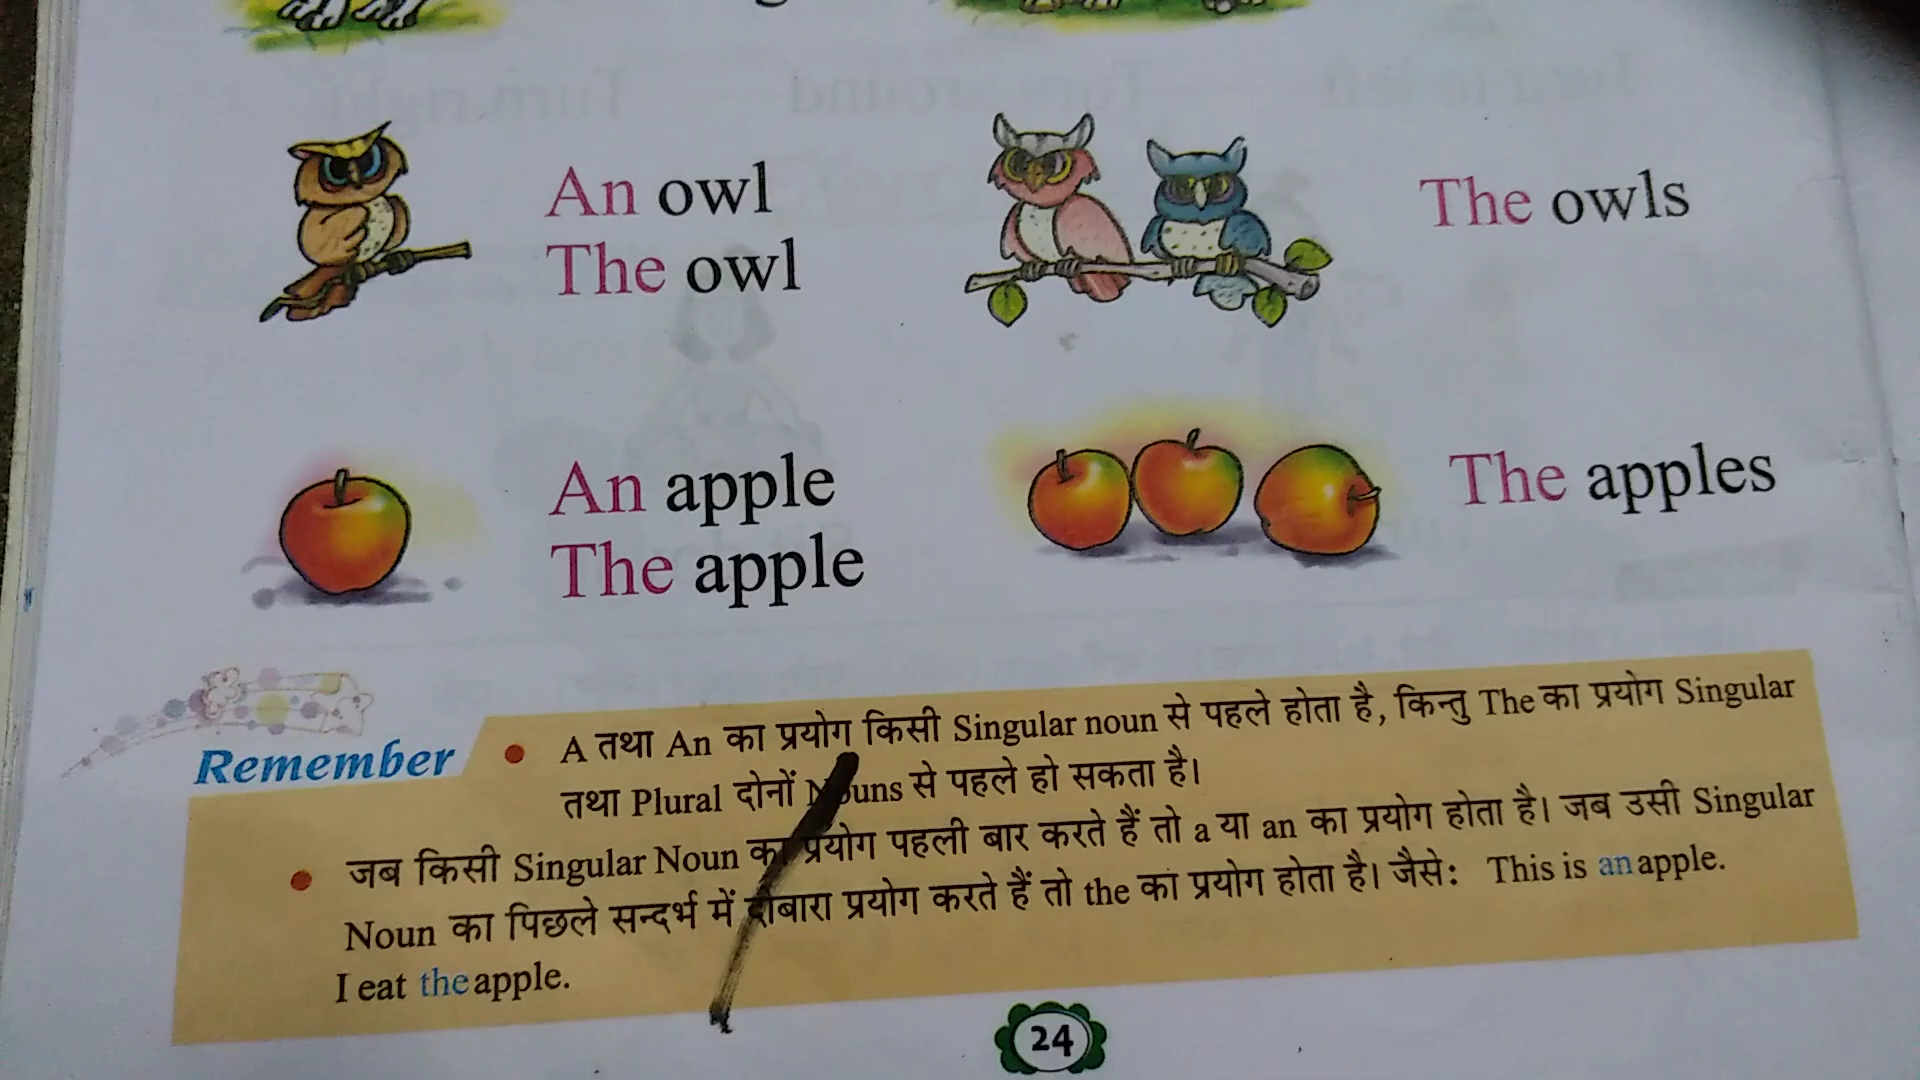 An owl
The owl
The owls
An apple
The apple
The apples
Remember
• A तथा An का प्रयोग किसी Singular noun से पहले होता है, किन्तु The का प्रयोग Singular
तथा Plural दोनों Nouns से पहले हो सकता है।
• जब किसी Singular Noun का प्रयोग पहली बार करते हैं तो a या an का प्रयोग होता है। जब उसी Singular
Noun का पिछले सन्दर्भ में दोबारा प्रयोग करते हैं तो the का प्रयोग होता है। जैसे: This is an apple.
I eat the apple.
24